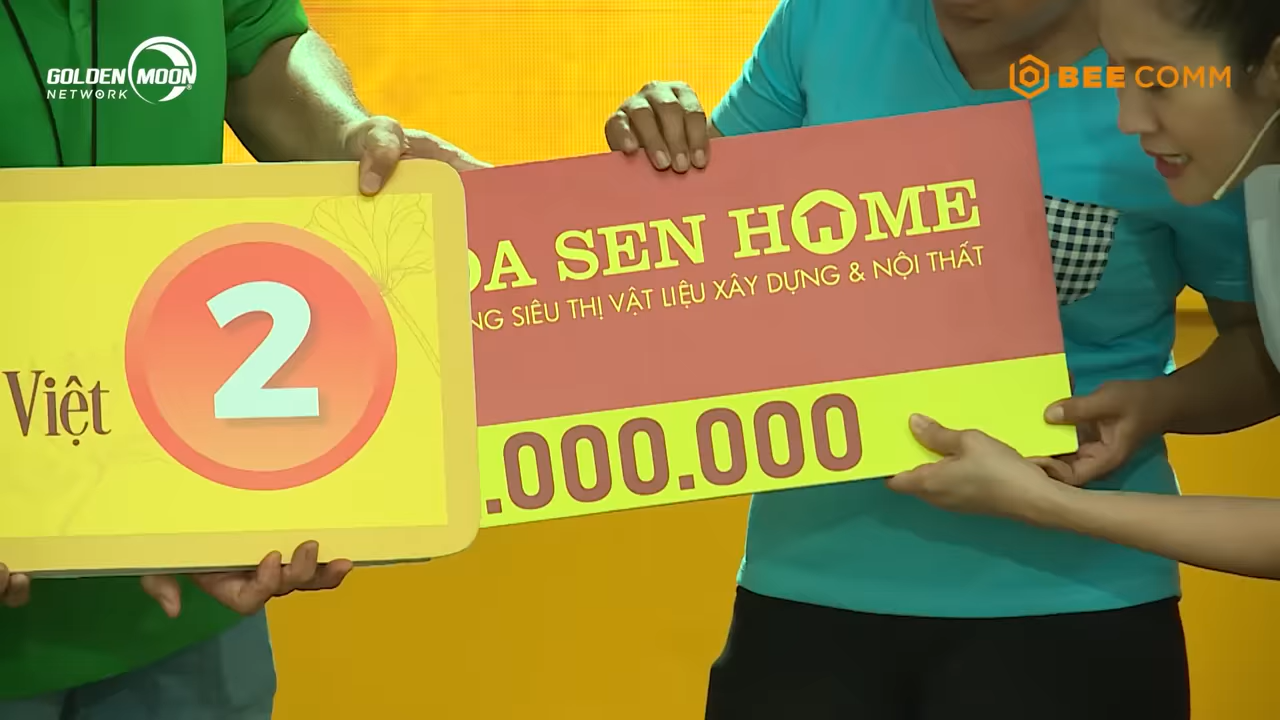 GOLDEN MOON
NETWORK
BEE COMM
Việt
2
OA SEN HOME
NG SIÊU THỊ VẬT LIỆU XÂY DỰNG & NỘI THẤT
.000.000